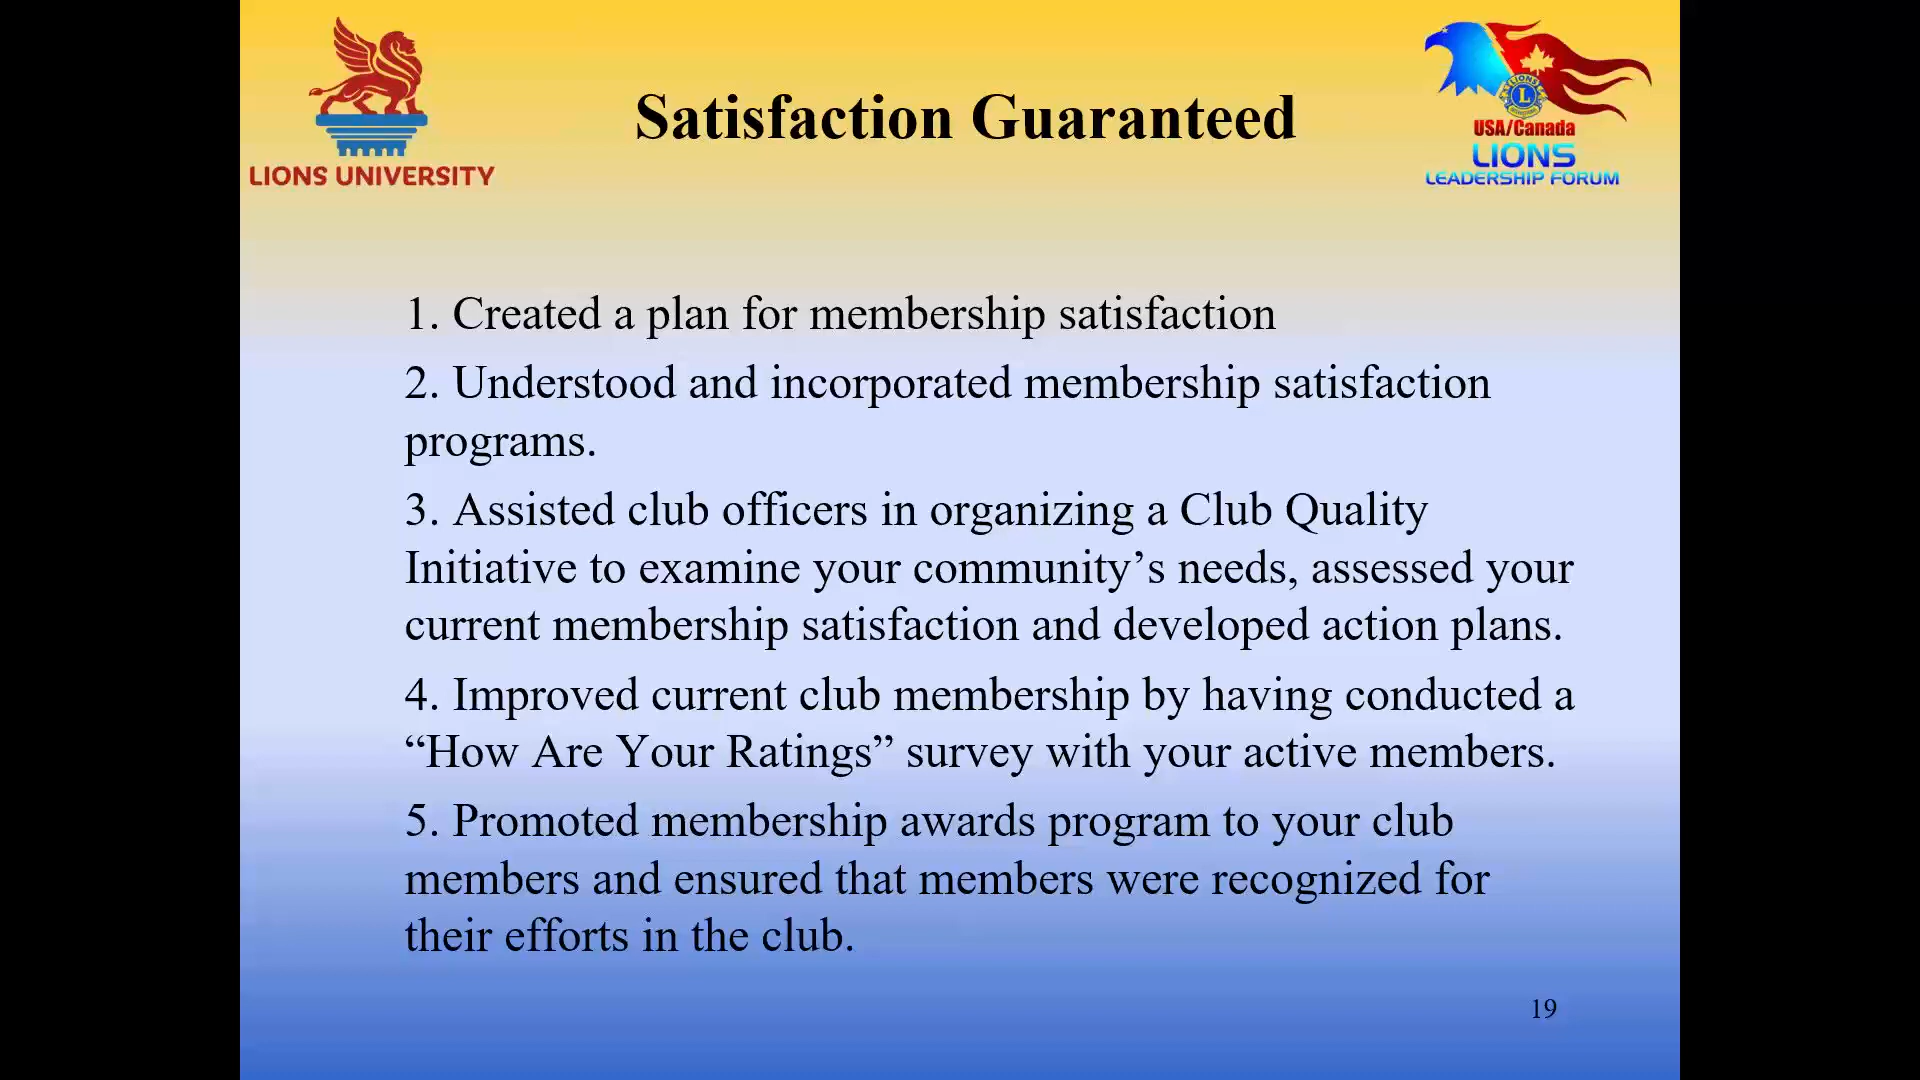 Satisfaction Guaranteed
LIONS UNIVERSITY
LIONS
L
USA/Canada
LIONS
LEADERSHIP FORUM
1. Created a plan for membership satisfaction
2. Understood and incorporated membership satisfaction
programs.
3. Assisted club officers in organizing a Club Quality
Initiative to examine your community’s needs, assessed your
current membership satisfaction and developed action plans.
4. Improved current club membership by having conducted a
“How Are Your Ratings” survey with your active members.
5. Promoted membership awards program to your club
members and ensured that members were recognized for
their efforts in the club.
19